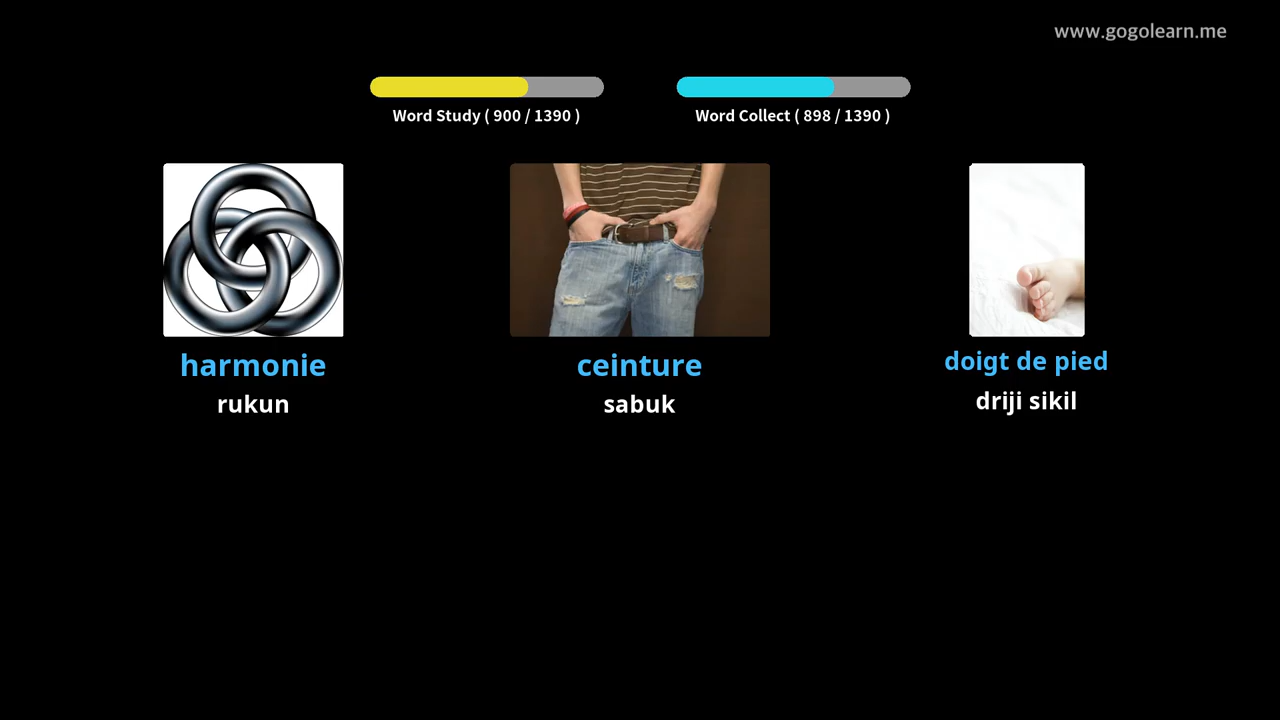 www.gogolearn.me
Word Study ( 900 / 1390 )
Word Collect ( 898 / 1390 )
harmonie
rukun
ceinture
sabuk
doigt de pied
driji sikil